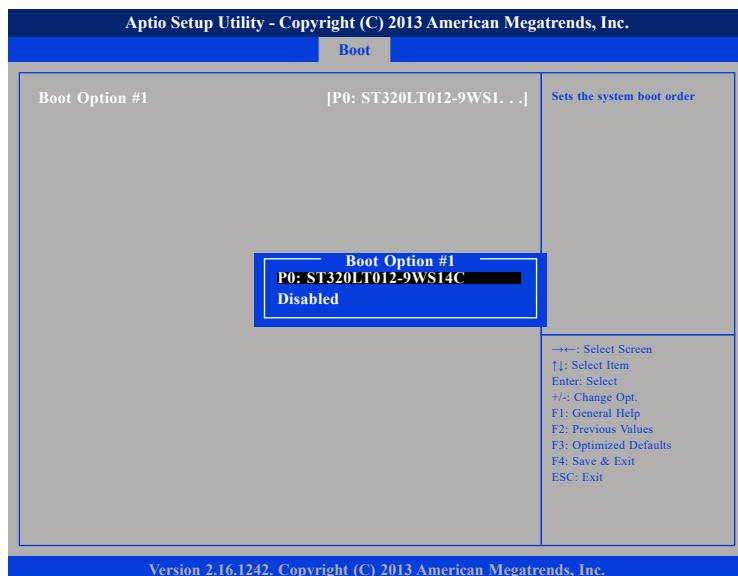 Aptio Setup Utility - Copyright (C) 2013 American Megatrends, Inc.
Boot
Boot Option #1 [P0: ST320LT012-9WS1. . .]
Sets the system boot order
Boot Option #1
P0: ST320LT012-9WS14C
Disabled
→←: Select Screen
↑↓: Select Item
Enter: Select
+/-: Change Opt.
F1: General Help
F2: Previous Values
F3: Optimized Defaults
F4: Save & Exit
ESC: Exit
Version 2.16.1242. Copyright (C) 2013 American Megatrends, Inc.